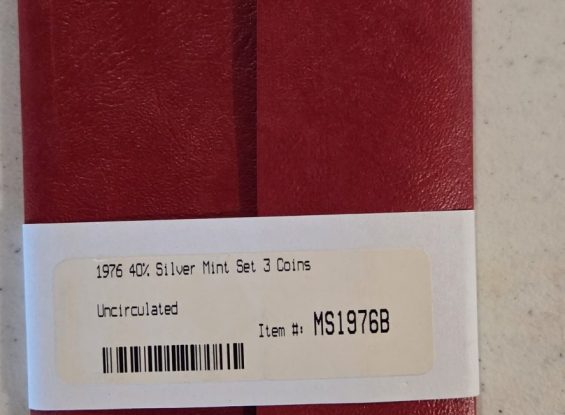 1976 40% Silver Mint Set 3 Coins
Uncirculated
Item #: MS1976B